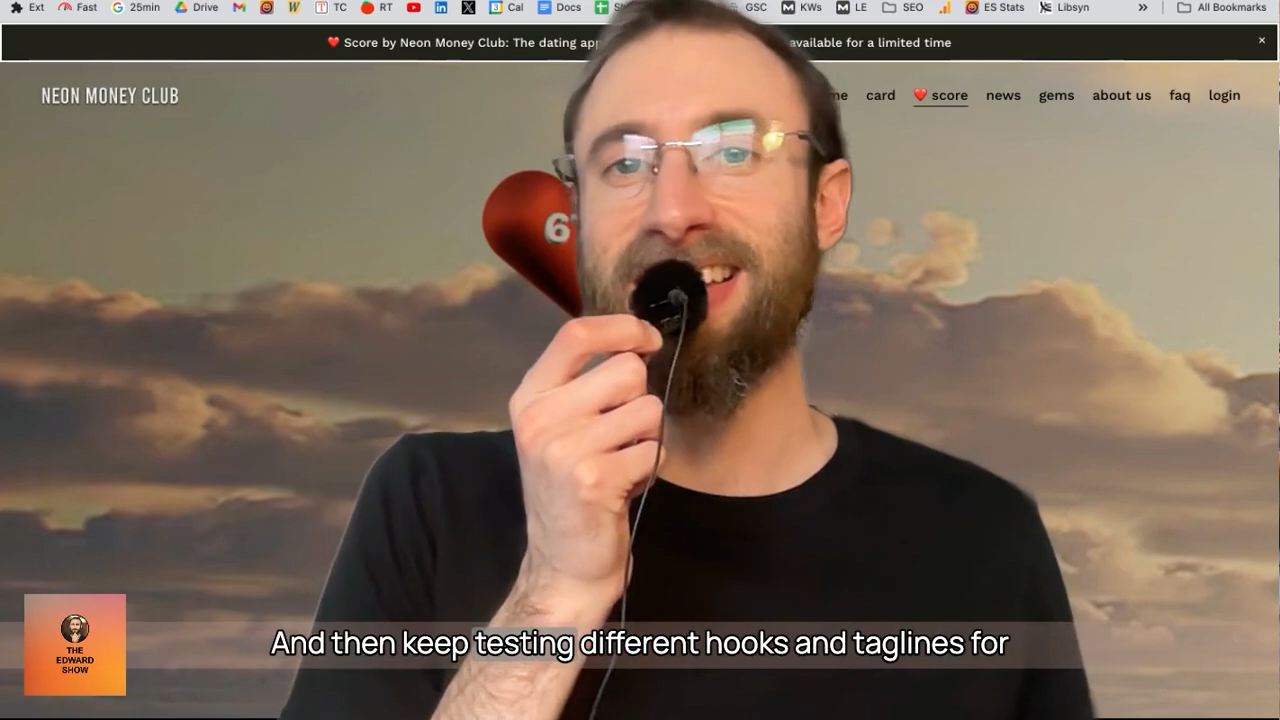 Ext Fast 25min Drive TC RT Cal Docs GSC KWs LE SEO ES Stats Libsyn » All Bookmarks
❤️ Score by Neon Money Club: The dating app available for a limited time ×
NEON MONEY CLUB card ❤️ score news gems about us faq login
6
THE
EDWARD
SHOW
And then keep testing different hooks and taglines for